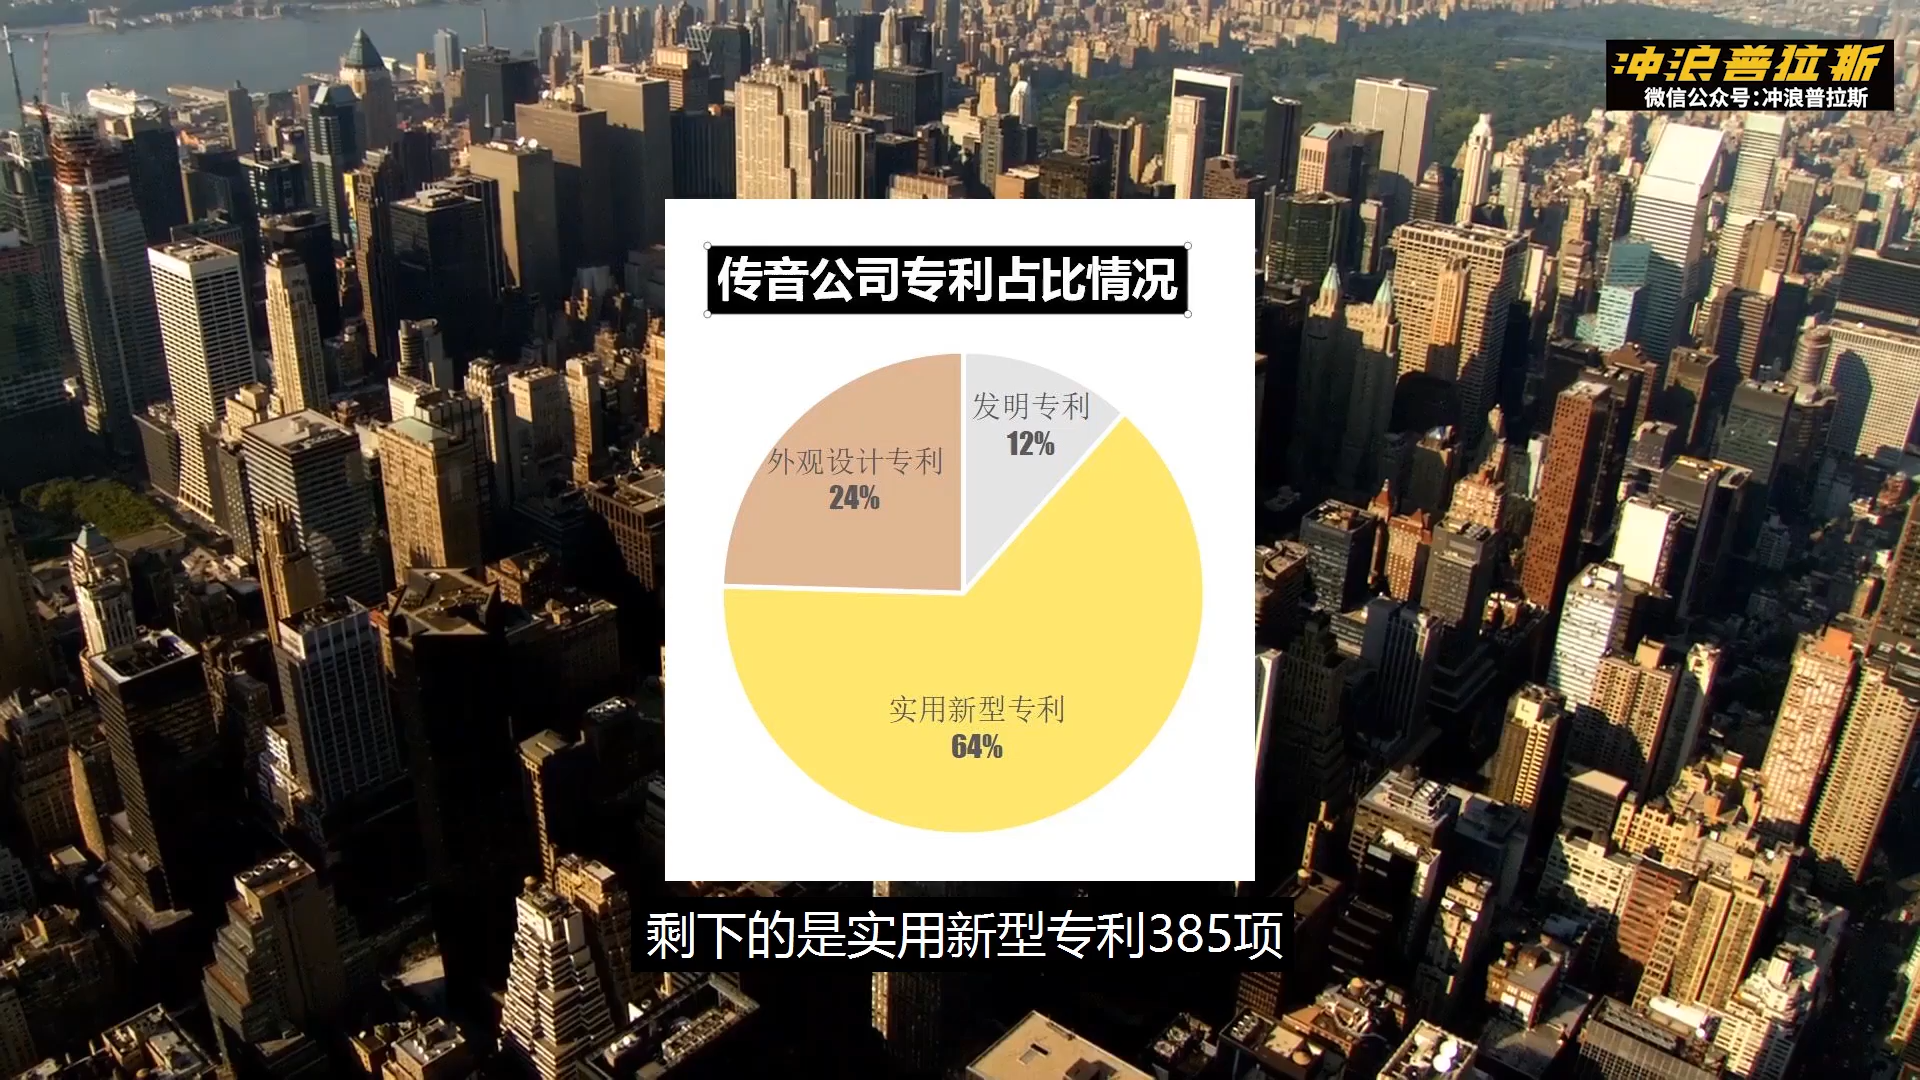 冲浪普拉斯
微信公众号:冲浪普拉斯
传音公司专利占比情况
发明专利
12%
外观设计专利
24%
实用新型专利
64%
剩下的是实用新型专利385项